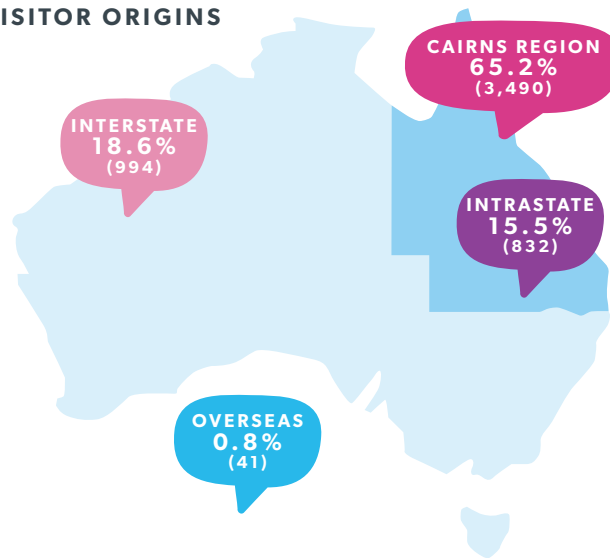 ISITOR ORIGINS
CAIRNS REGION
65.2%
(3,490)
INTERSTATE
18.6%
(994)
INTRASTATE
15.5%
(832)
OVERSEAS
0.8%
(41)